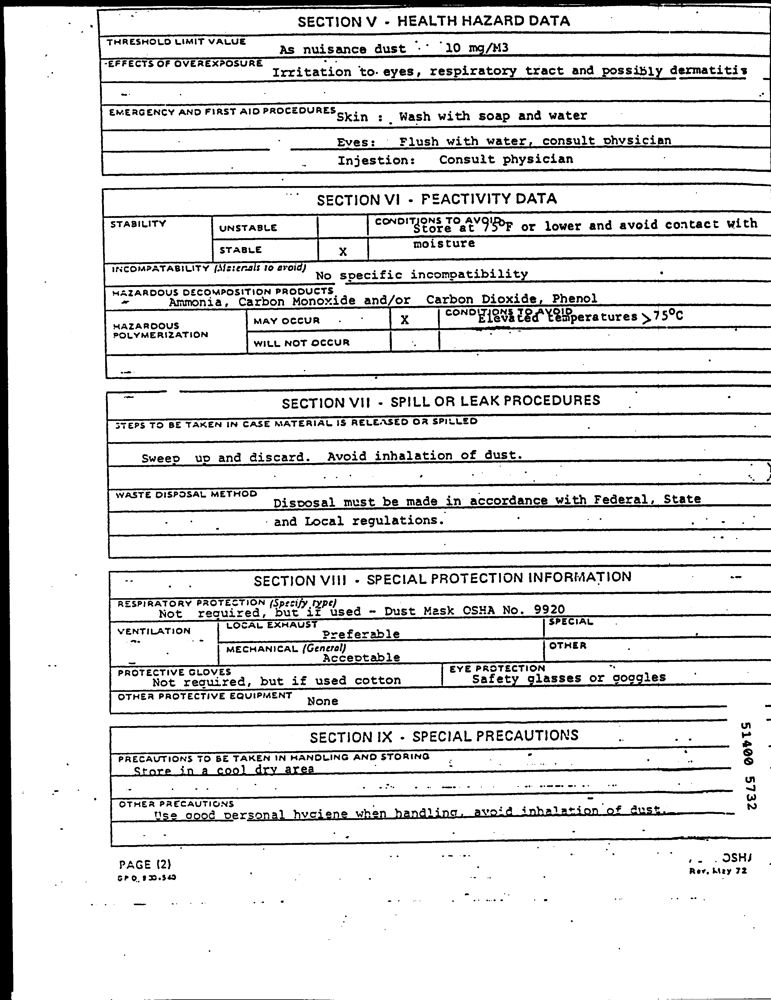 SECTION V - HEALTH HAZARD DATA
THRESHOLD LIMIT VALUE As nuisance dust 10 mg/M3
EFFECTS OF OVEREXPOSURE Irritation to eyes, respiratory tract and possibly dermatitis
EMERGENCY AND FIRST AID PROCEDURES Skin : Wash with soap and water
Eyes: Flush with water, consult physician
Injestion: Consult physician
SECTION VI - REACTIVITY DATA
STABILITY UNSTABLE CONDITIONS TO AVOID Store at 75°F or lower and avoid contact with
STABLE X moisture
INCOMPATABILITY (Materials to avoid) No specific incompatibility
HAZARDOUS DECOMPOSITION PRODUCTS
Ammonia, Carbon Monoxide and/or Carbon Dioxide, Phenol
HAZARDOUS POLYMERIZATION MAY OCCUR X CONDITIONS TO AVOID Elevated temperatures >75°C
WILL NOT OCCUR
SECTION VII - SPILL OR LEAK PROCEDURES
STEPS TO BE TAKEN IN CASE MATERIAL IS RELEASED OR SPILLED
Sweep up and discard. Avoid inhalation of dust.
WASTE DISPOSAL METHOD Disposal must be made in accordance with Federal, State
and Local regulations.
SECTION VIII - SPECIAL PROTECTION INFORMATION
RESPIRATORY PROTECTION (Specify type)
Not required, but if used - Dust Mask OSHA No. 9920
VENTILATION LOCAL EXHAUST Preferable SPECIAL
MECHANICAL (General) Acceptable OTHER
PROTECTIVE GLOVES EYE PROTECTION
Not required, but if used cotton Safety glasses or goggles
OTHER PROTECTIVE EQUIPMENT None
SECTION IX - SPECIAL PRECAUTIONS
PRECAUTIONS TO BE TAKEN IN HANDLING AND STORING
Store in a cool dry area
OTHER PRECAUTIONS
Use good personal hygiene when handling, avoid inhalation of dust.
51400 5732
PAGE (2)
GPO 930-540
Rev. May 72